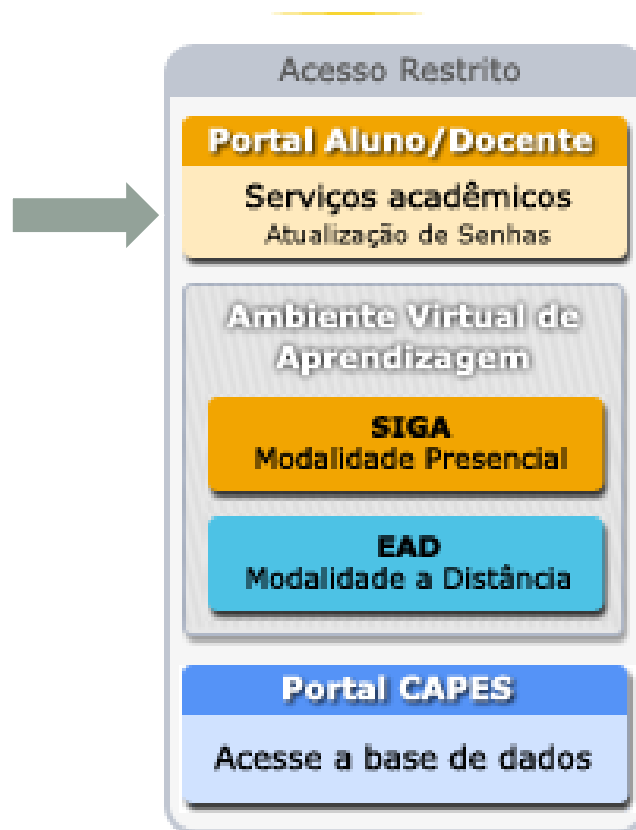 Acesso Restrito
Portal Aluno/Docente
Serviços acadêmicos
Atualização de Senhas
Ambiente Virtual de
Aprendizagem
SIGA
Modalidade Presencial
EAD
Modalidade a Distância
Portal CAPES
Acesse a base de dados